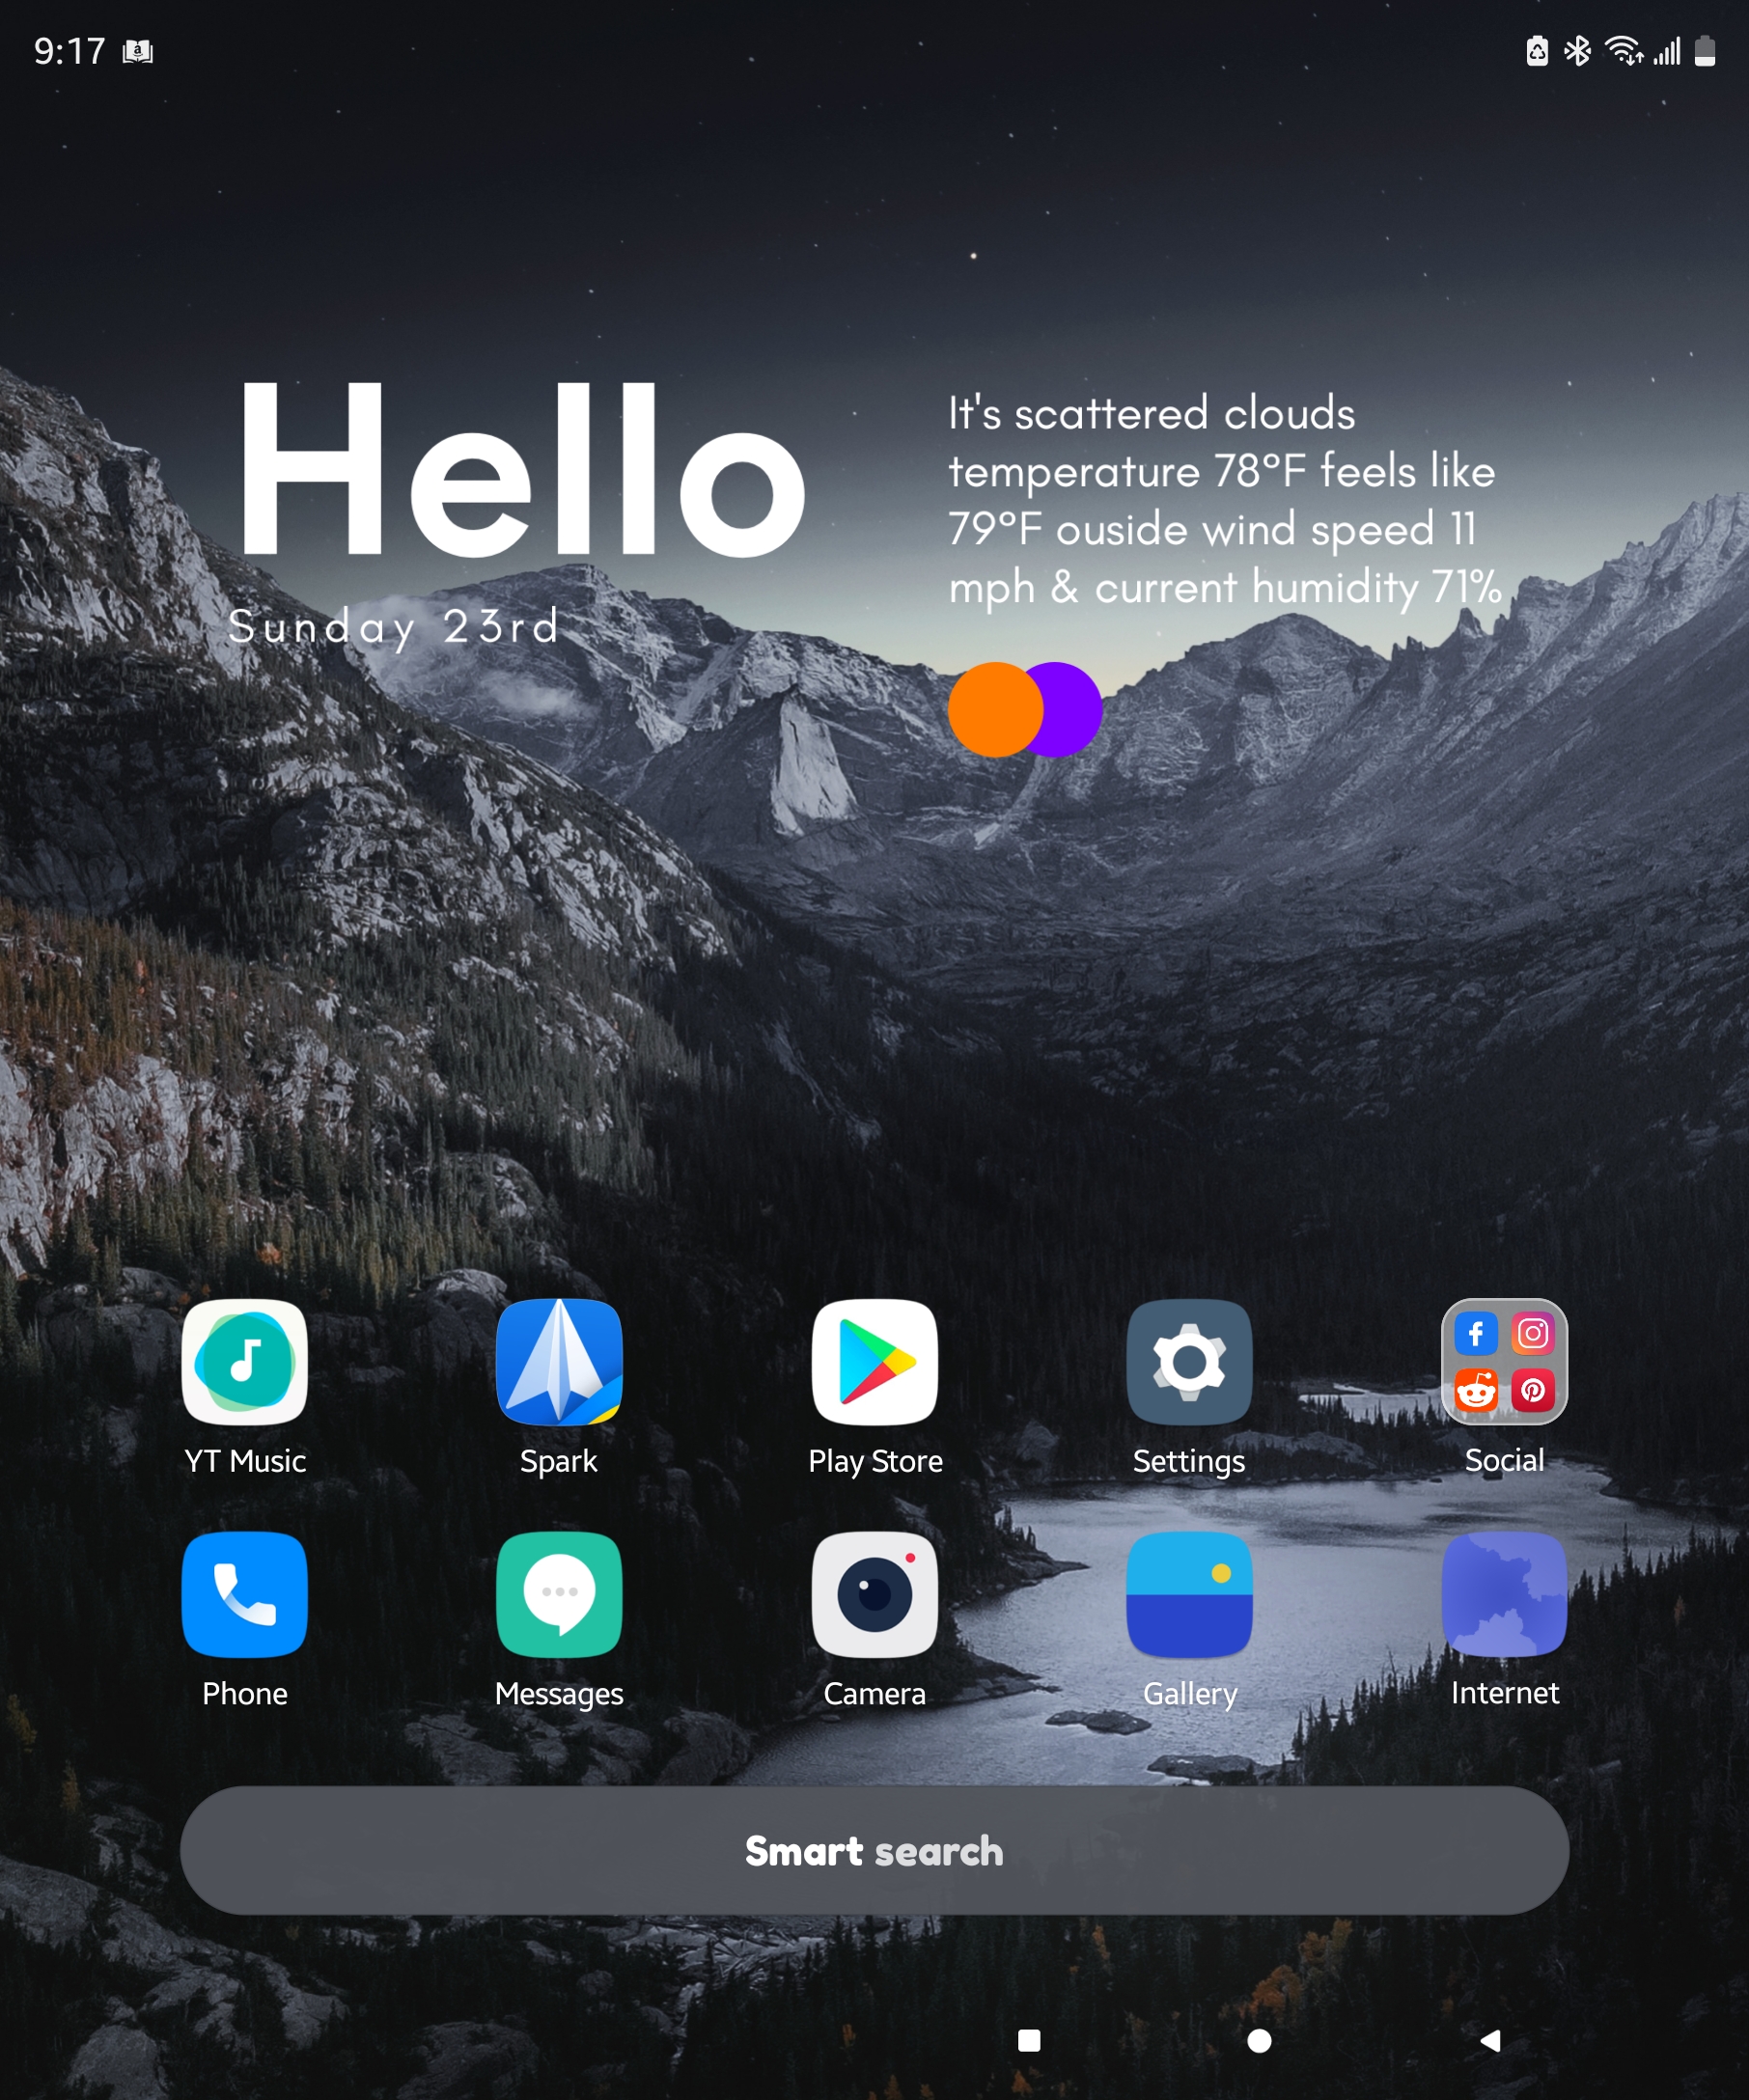 9:17
Hello
Sunday 23rd
It's scattered clouds
temperature 78°F feels like
79°F ouside wind speed 11
mph & current humidity 71%
YT Music
Spark
Play Store
Settings
Social
Phone
Messages
Camera
Gallery
Internet
Smart search